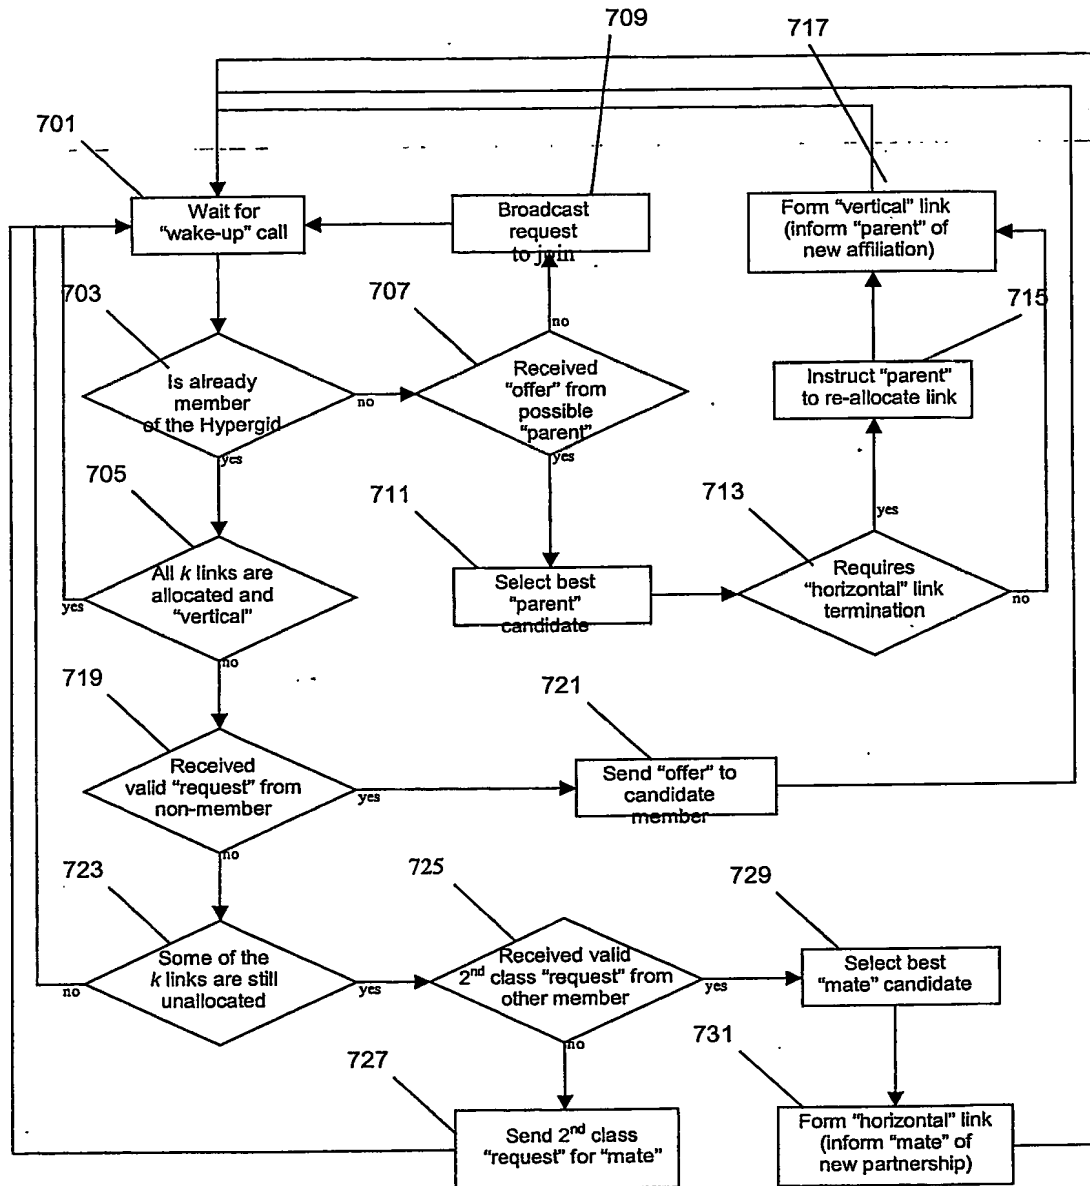 709
717
701
Wait for
"wake-up" call
Broadcast
request
to join
Form "vertical" link
(inform "parent" of
new affiliation)
703
707
715
no
Is already
member
of the Hypergid
no
yes
Received
"offer" from
possible
"parent"
yes
Instruct "parent"
to re-allocate link
705
711
713
yes
All k links are
allocated and
"vertical"
yes
no
Select best
"parent"
candidate
Requires
"horizontal" link
termination
no
719
721
Received
valid "request" from
non-member
yes
no
Send "offer" to
candidate
member
723
725
729
Some of the
k links are still
unallocated
no
yes
Received valid
2nd class "request" from
other member
yes
no
Select best
"mate" candidate
727
731
Send 2nd class
"request" for "mate"
Form "horizontal" link
(inform "mate" of
new partnership)